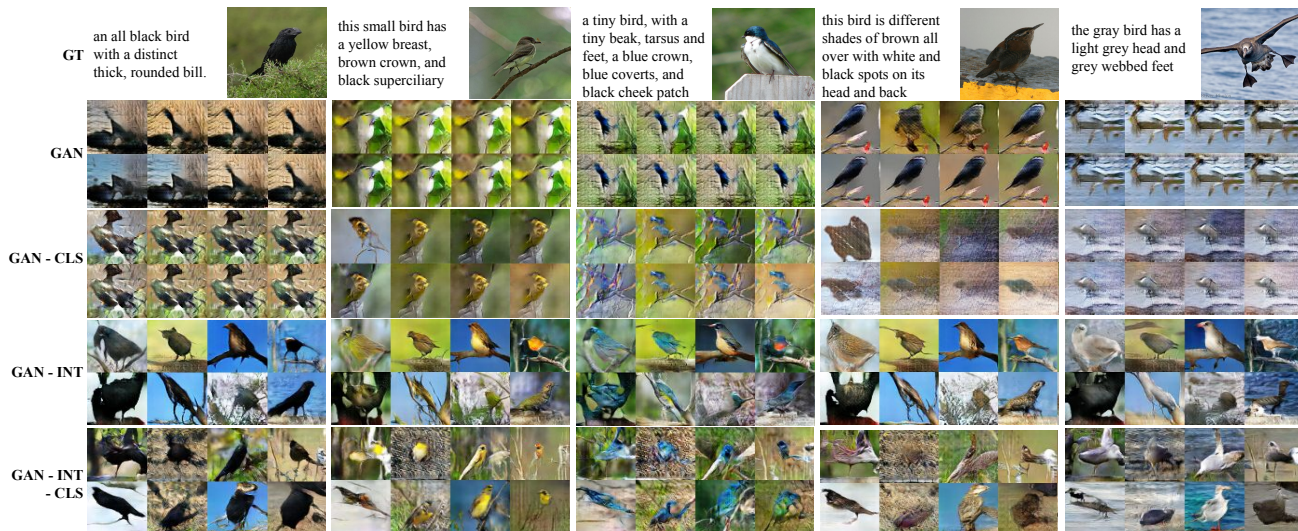 GT
an all black bird
with a distinct
thick, rounded bill.
this small bird has
a yellow breast,
brown crown, and
black superciliary
a tiny bird, with a
tiny beak, tarsus and
feet, a blue crown,
blue coverts, and
black cheek patch
this bird is different
shades of brown all
over with white and
black spots on its
head and back
the gray bird has a
light grey head and
grey webbed feet
GAN
GAN - CLS
GAN - INT
GAN - INT
- CLS